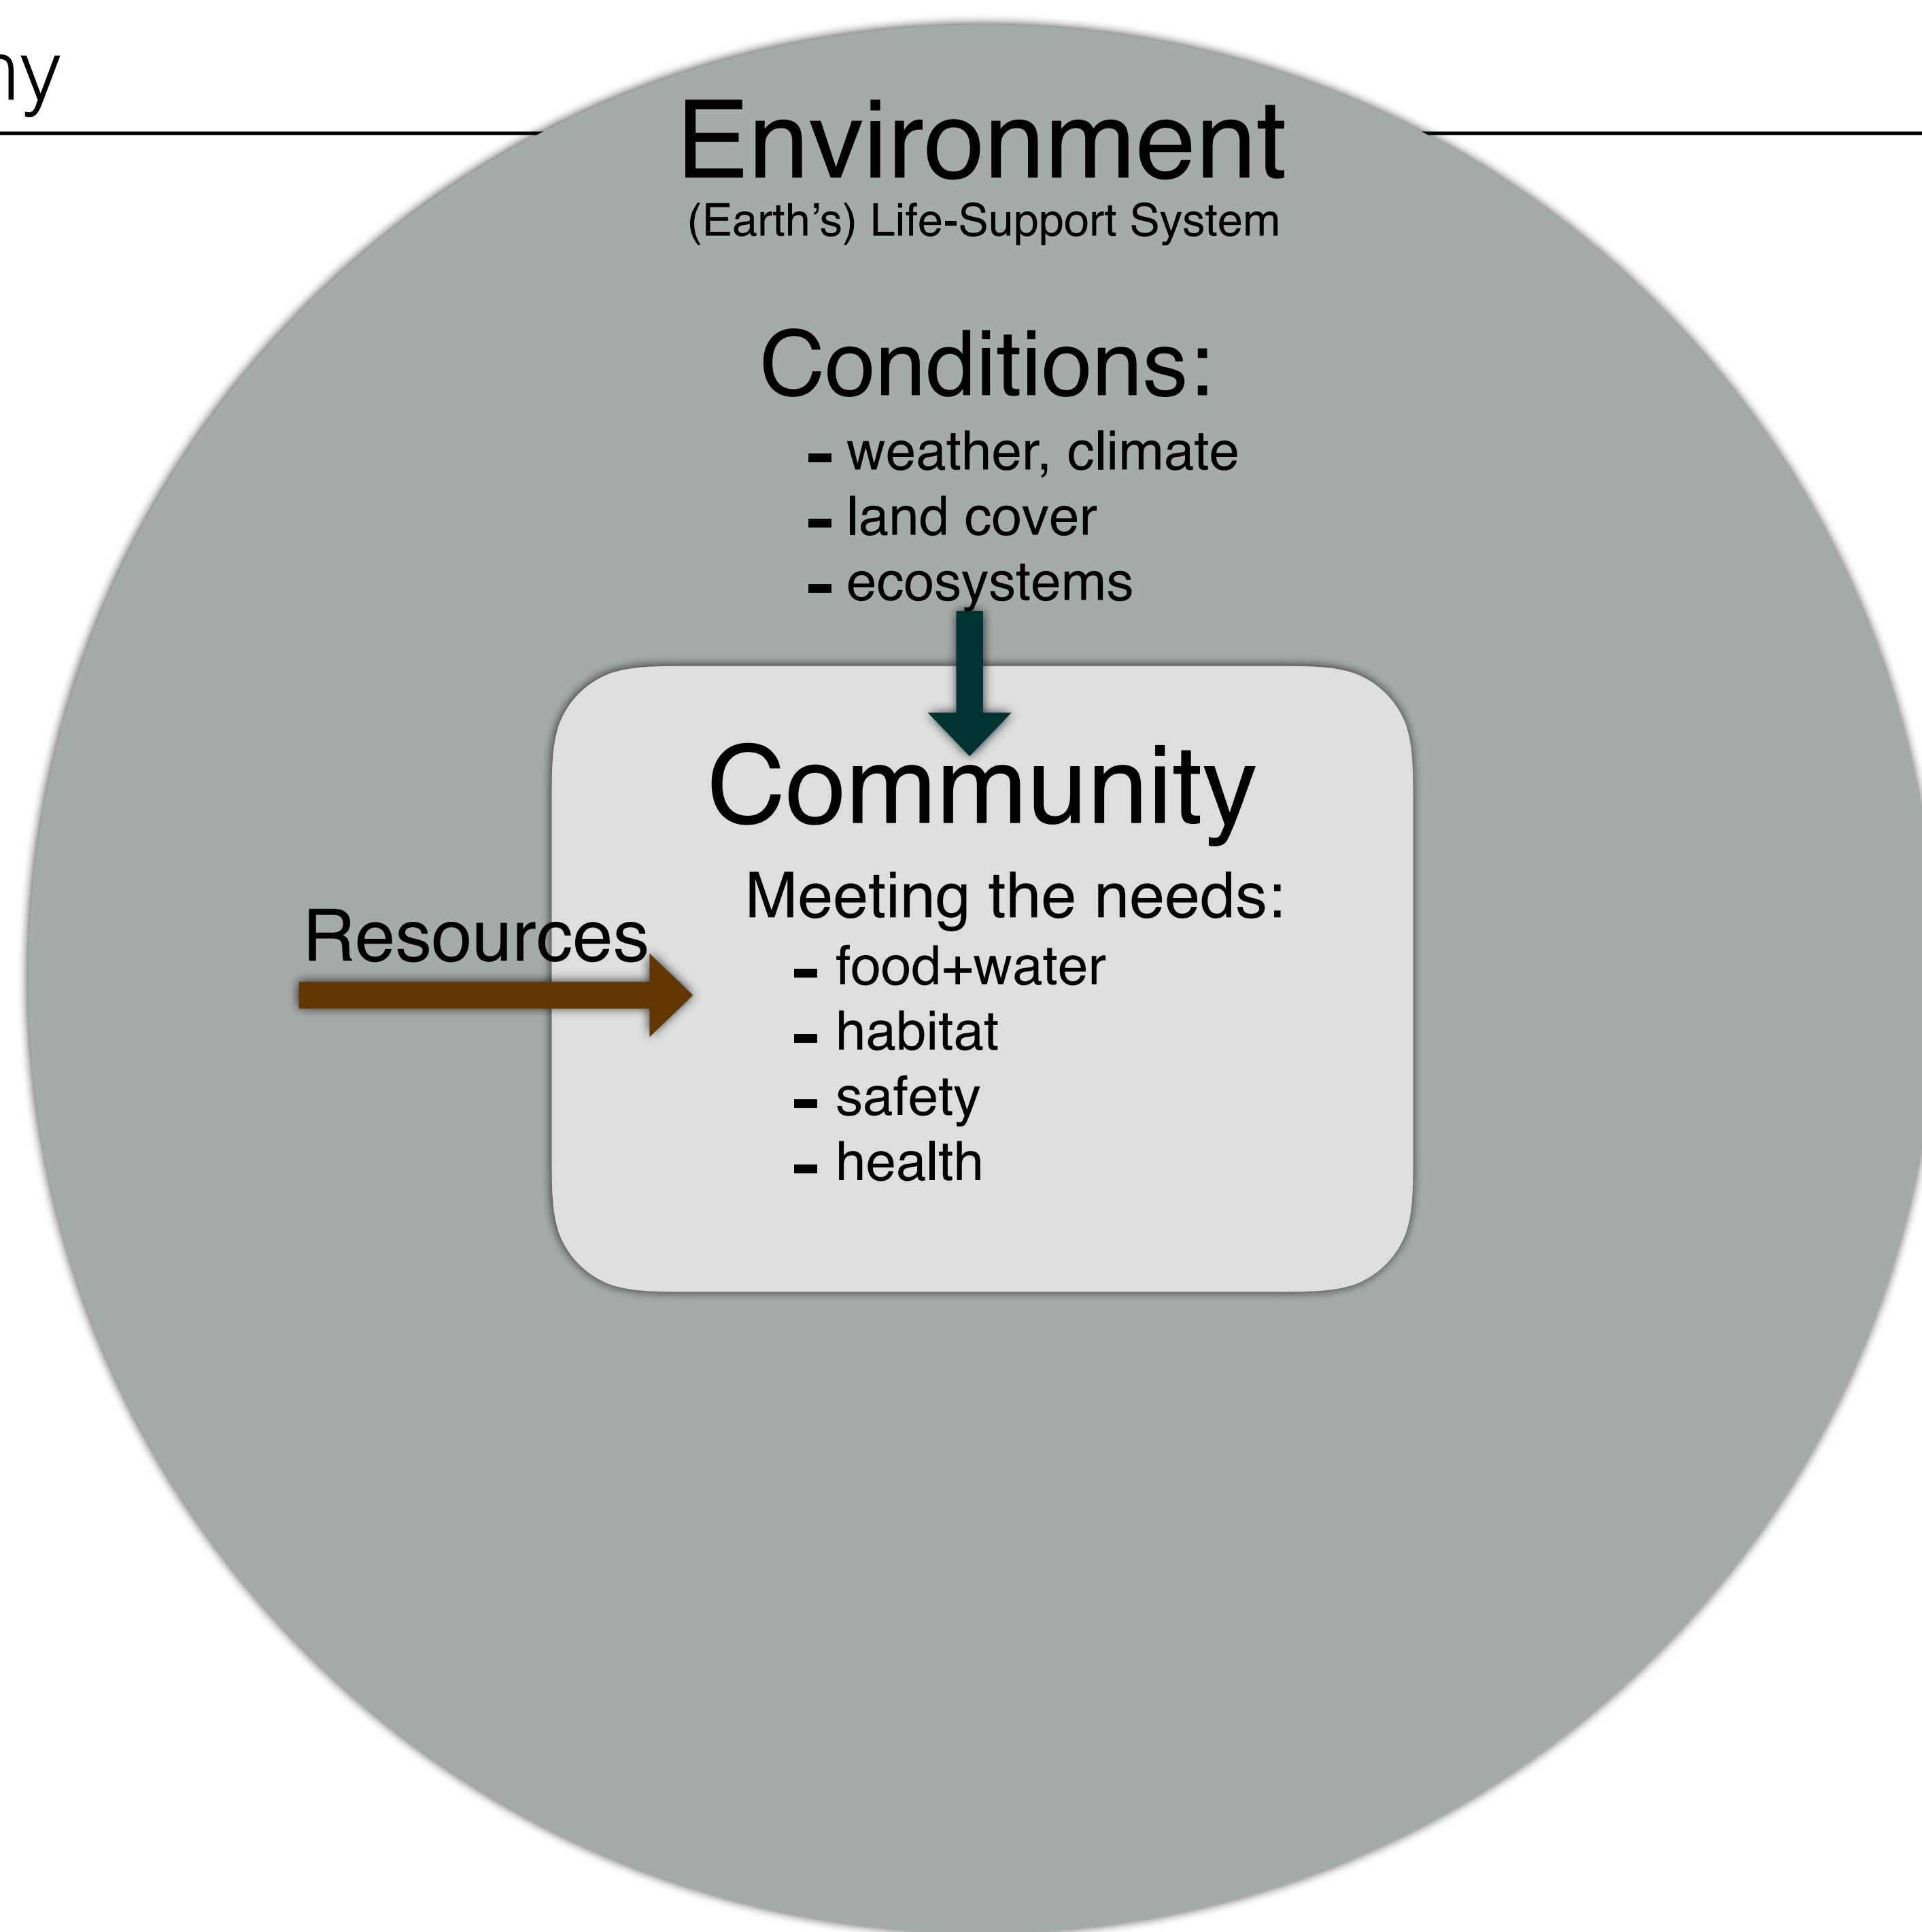 Environment
(Earth's) Life-Support System
Conditions:
- weather, climate
- land cover
- ecosystems
Community
Meeting the needs:
Resources
- food+water
- habitat
- safety
- health